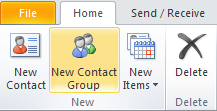 File Home Send / Receive
New Contact
New Contact Group
New Items
Delete
New
Delete